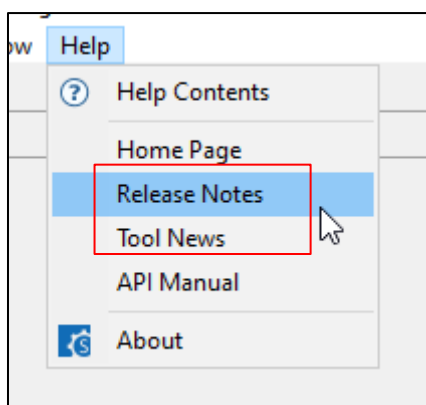 ow Help
Help Contents
Home Page
Release Notes
Tool News
API Manual
About